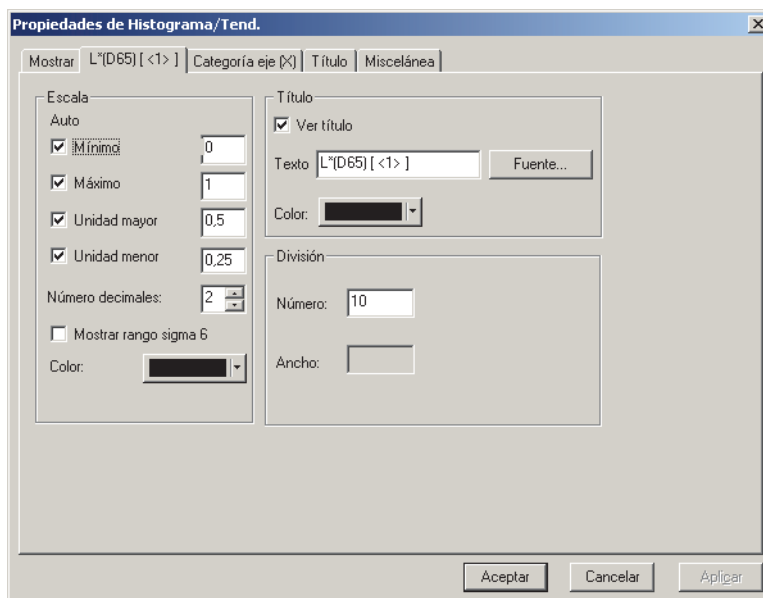 Propiedades de Histograma/Tend.
Mostrar L*(D65) [ <1> ] Categoría eje (X) Título Miscelánea
Escala
Auto
Mínimo 0
Máximo 1
Unidad mayor 0,5
Unidad menor 0,25
Número decimales: 2
Mostrar rango sigma 6
Color:
Título
Ver título
Texto L*(D65) [ <1> ] Fuente...
Color:
División
Número: 10
Ancho:
Aceptar Cancelar Aplicar